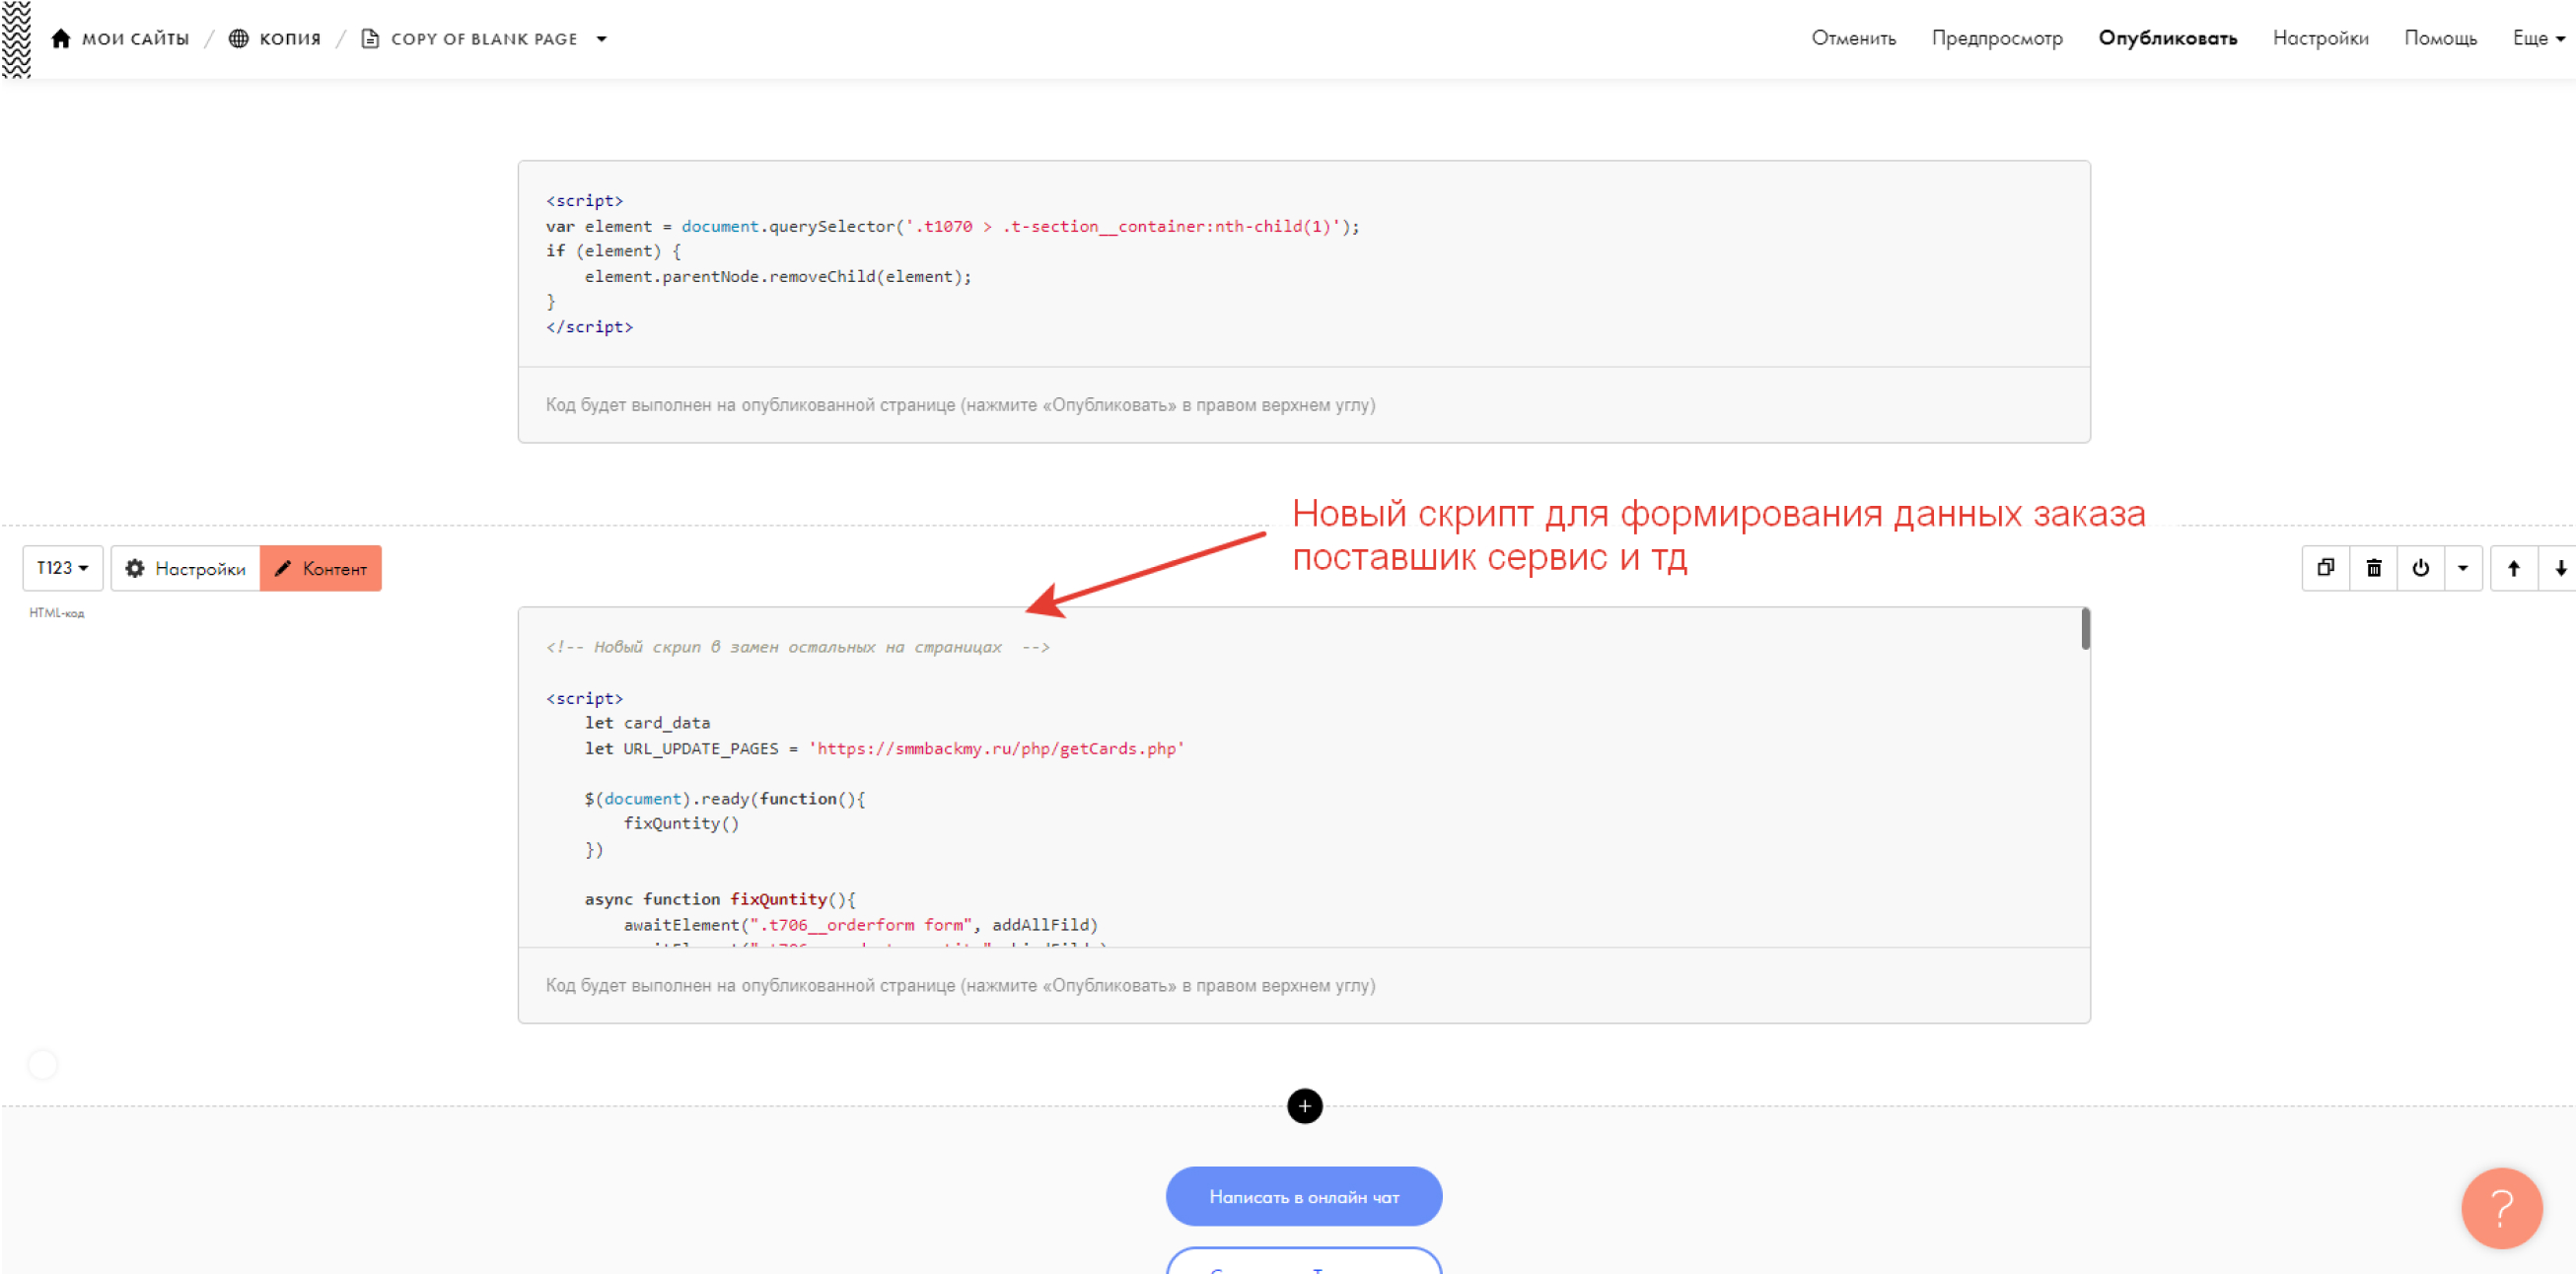 МОИ САЙТЫ / КОПИЯ / COPY OF BLANK PAGE
Отменить Предпросмотр Опубликовать Настройки Помощь Еще
<script>
var element = document.querySelector('.t1070 > .t-section__container:nth-child(1)');
if (element) {
    element.parentNode.removeChild(element);
}
</script>
Код будет выполнен на опубликованной странице (нажмите «Опубликовать» в правом верхнем углу)
Новый скрипт для формирования данных заказа
поставшик сервис и тд
T123 Настройки Контент
HTML-код
<!-- Новый скрип в замен остальных на страницах  -->
<script>
    let card_data
    let URL_UPDATE_PAGES = 'https://smmbackmy.ru/php/getCards.php'
    $(document).ready(function(){
        fixQuntity()
    })
    async function fixQuntity(){
        awaitElement(".t706__orderform form", addAllFild)
Код будет выполнен на опубликованной странице (нажмите «Опубликовать» в правом верхнем углу)
+
Написать в онлайн чат
?